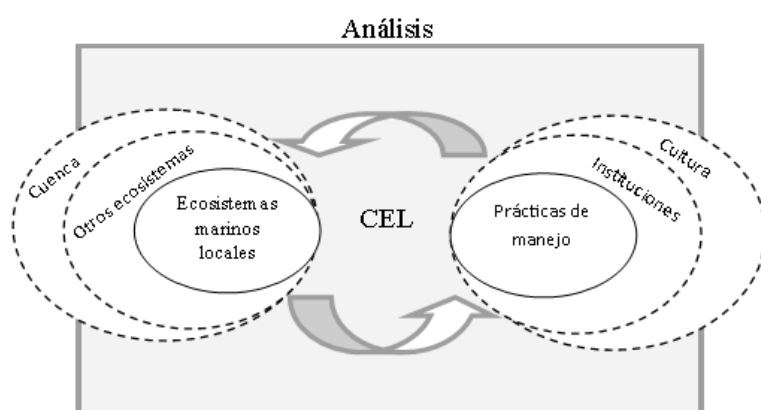 Análisis
Cuenca
Otros ecosistemas
Ecosistemas
marinos
locales
CEL
Prácticas de
manejo
Instituciones
Cultura